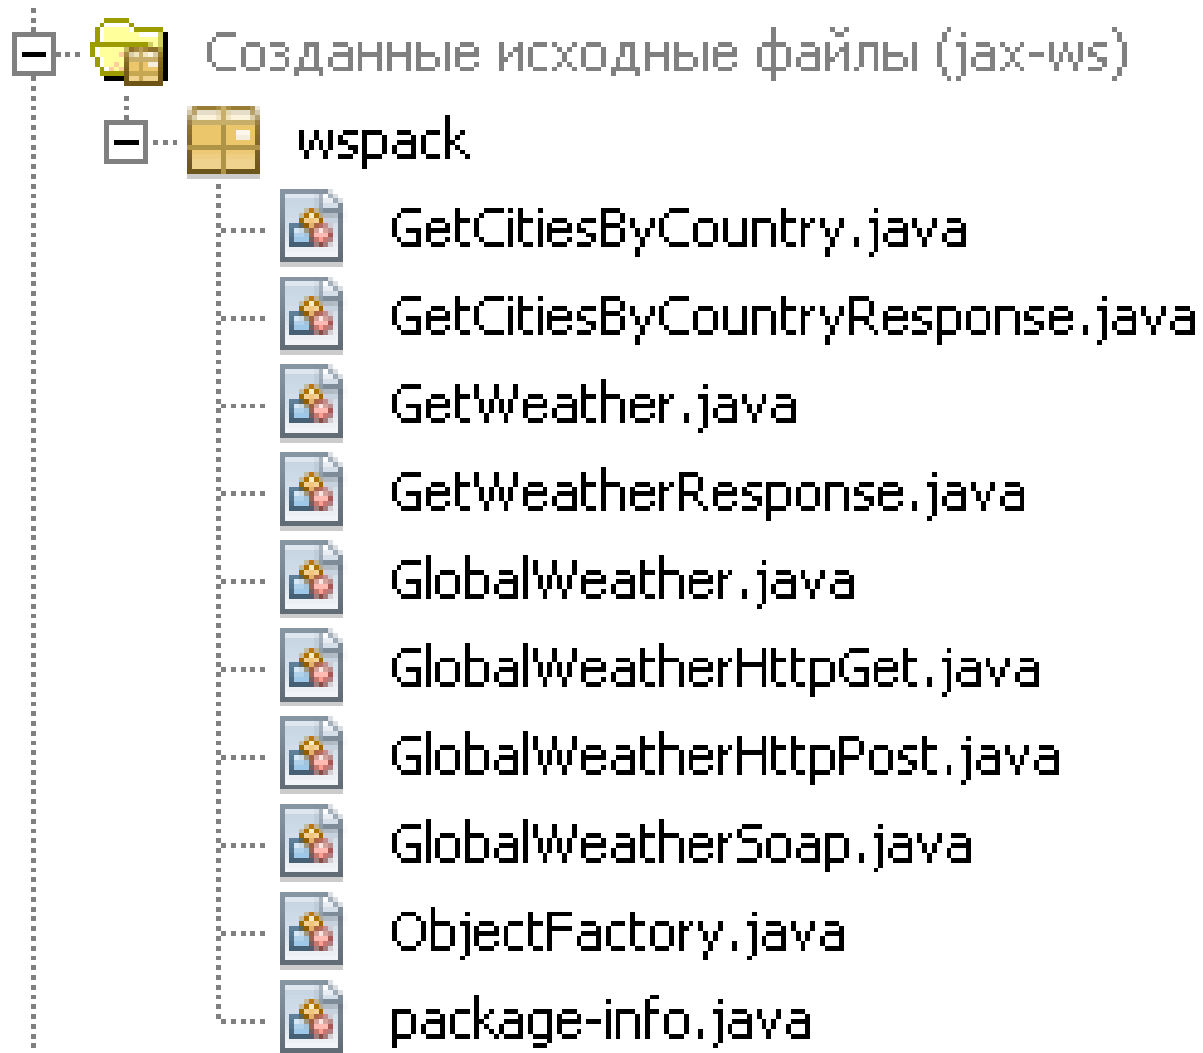 Созданные исходные файлы (jax-ws)
wspack
GetCitiesByCountry.java
GetCitiesByCountryResponse.java
GetWeather.java
GetWeatherResponse.java
GlobalWeather.java
GlobalWeatherHttpGet.java
GlobalWeatherHttpPost.java
GlobalWeatherSoap.java
ObjectFactory.java
package-info.java